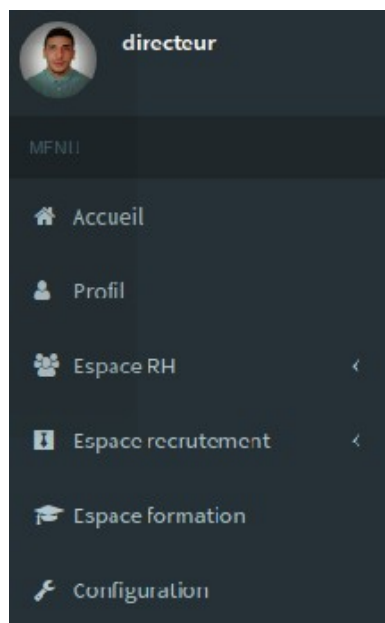 directeur
MENU
Accueil
Profil
Espace RH
Espace recrutement
Espace formation
Configuration